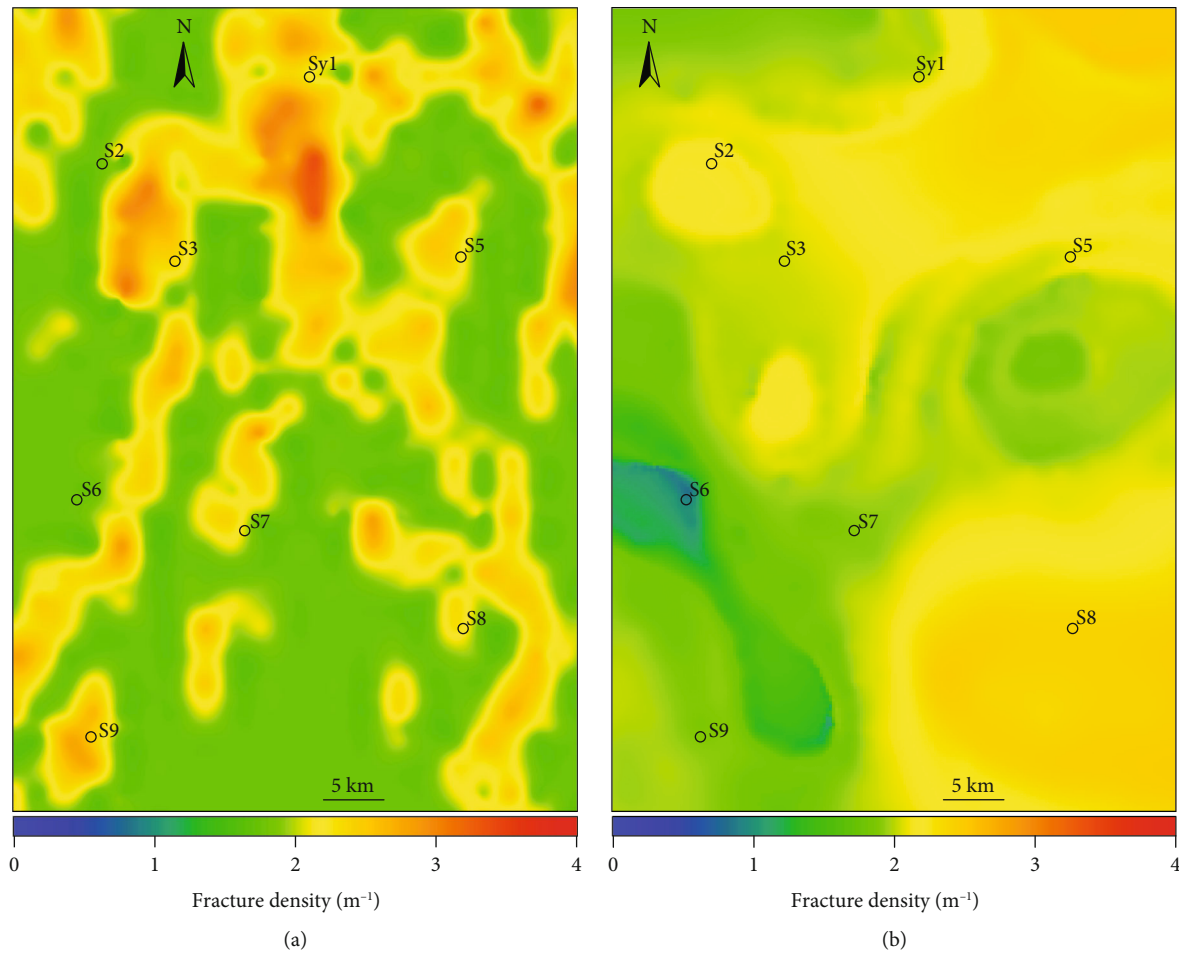 N
Sy1
S2
S3
S5
S6
S7
S8
S9
5 km
0 1 2 3 4
Fracture density (m⁻¹)
(a)
N
Sy1
S2
S3
S5
S6
S7
S8
S9
5 km
0 1 2 3 4
Fracture density (m⁻¹)
(b)